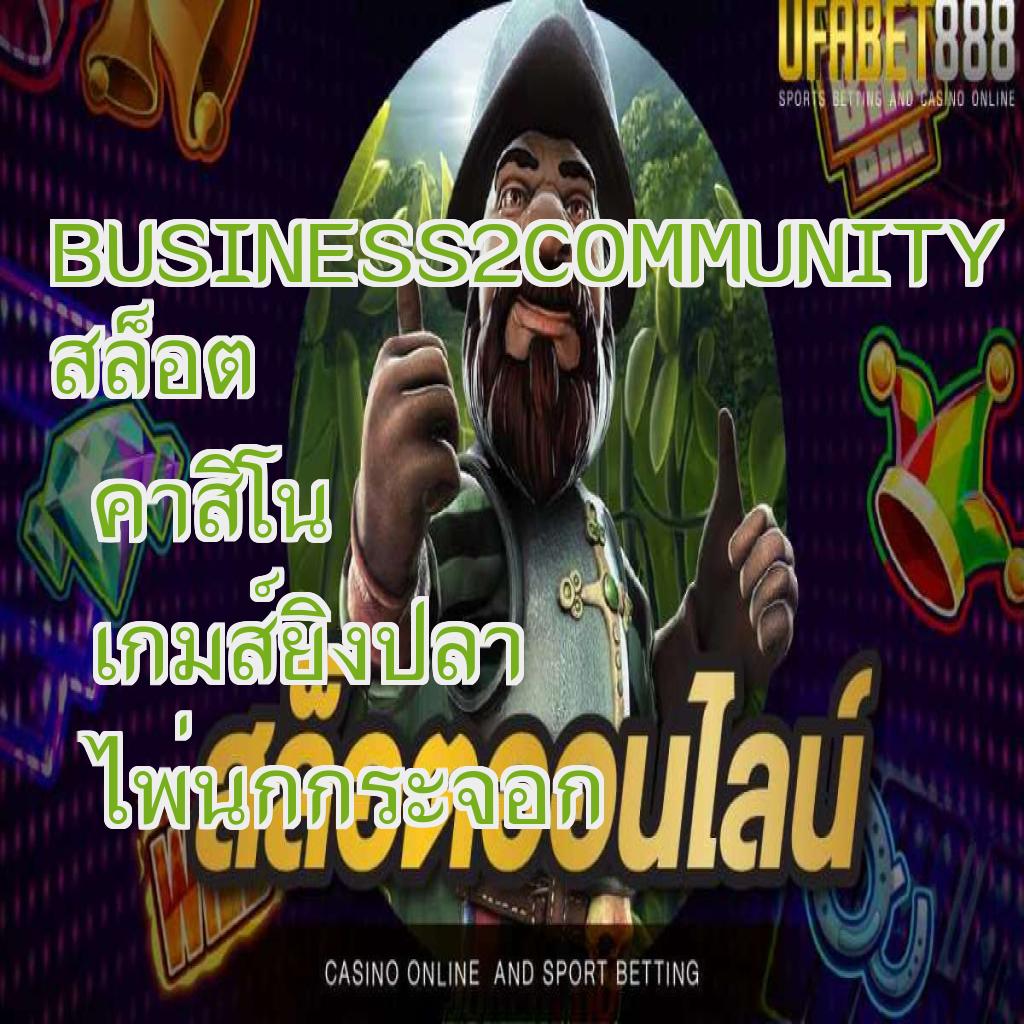 UFABET888
SPORTS BETTING AND CASINO ONLINE
BAR
BUSINESS2COMMUNITY
สล็อต
คาสิโน
เกมส์ยิงปลา
ไพ่นกกระจอก
สล็อตออนไลน์
CASINO ONLINE AND SPORT BETTING